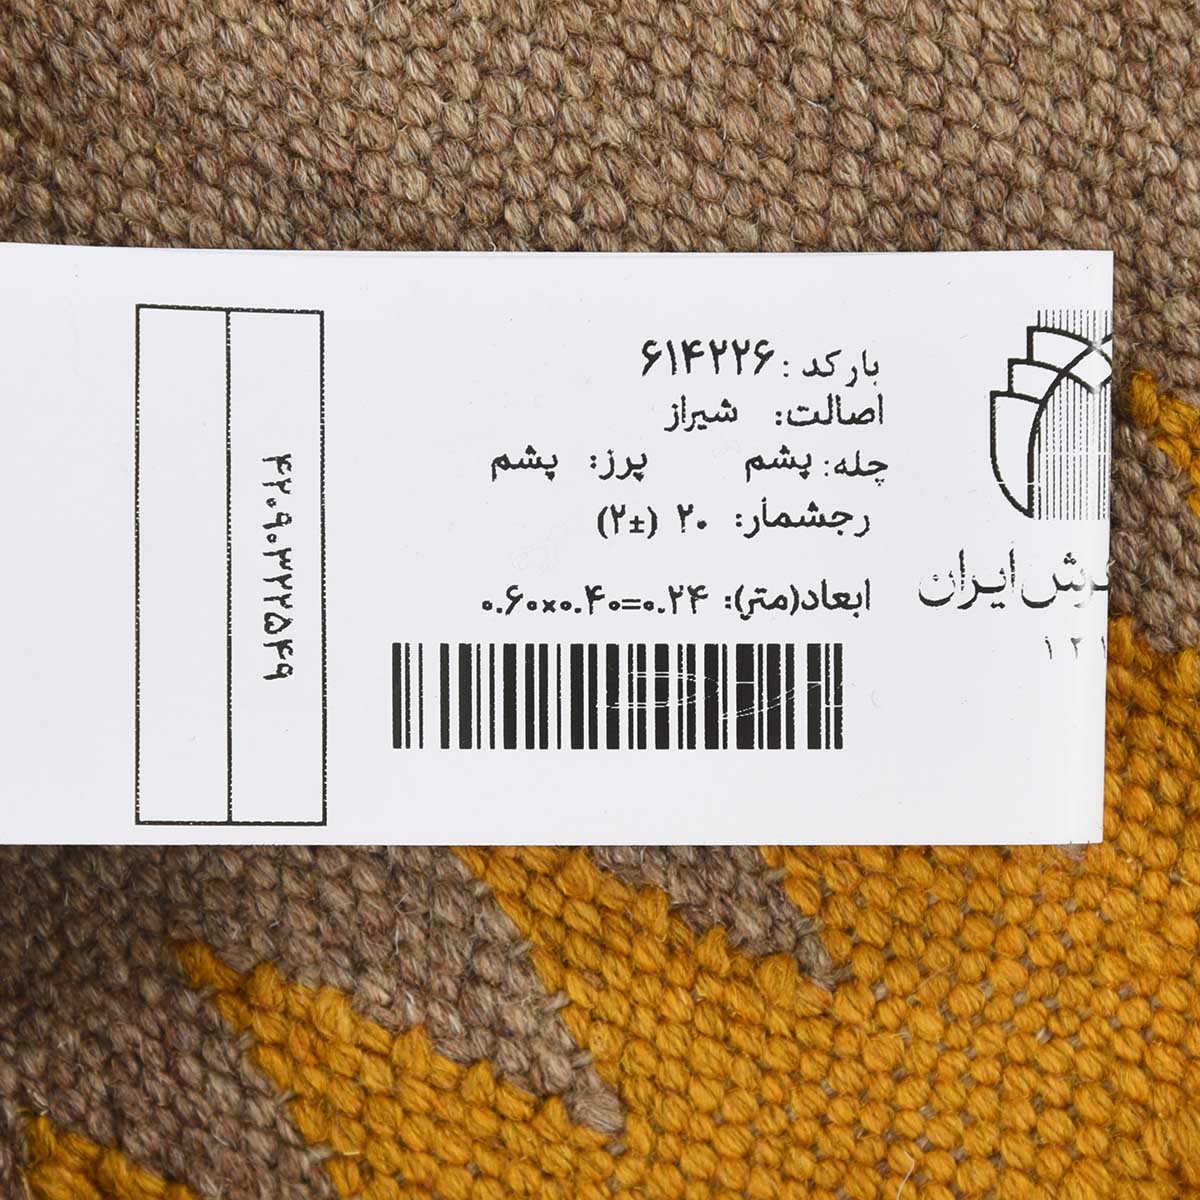 بارکد: ۶۱۴۲۲۶
اصالت: شیراز
چله: پشم پرز: پشم
رجشمار: ۲۰ (±۲)
ابعاد(متر): ۰.۶۰×۰.۴۰=۰.۲۴
ایران
۴۲۰۹۰۳۲۲۵۴۹